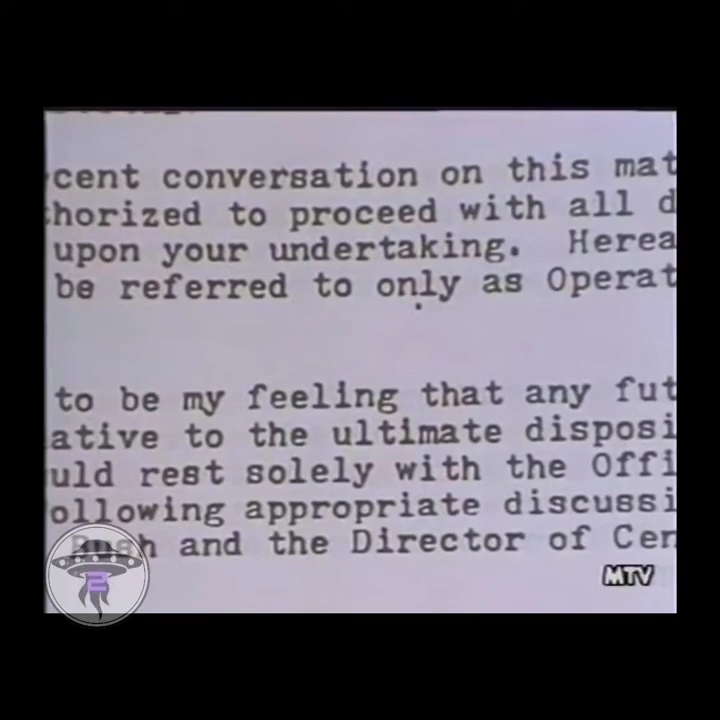 cent conversation on this mat
horized to proceed with all d
upon your undertaking. Herea
be referred to only as Operat
to be my feeling that any fut
ative to the ultimate disposi
uld rest solely with the Offi
ollowing appropriate discussi
Bush and the Director of Cen
2
MTV